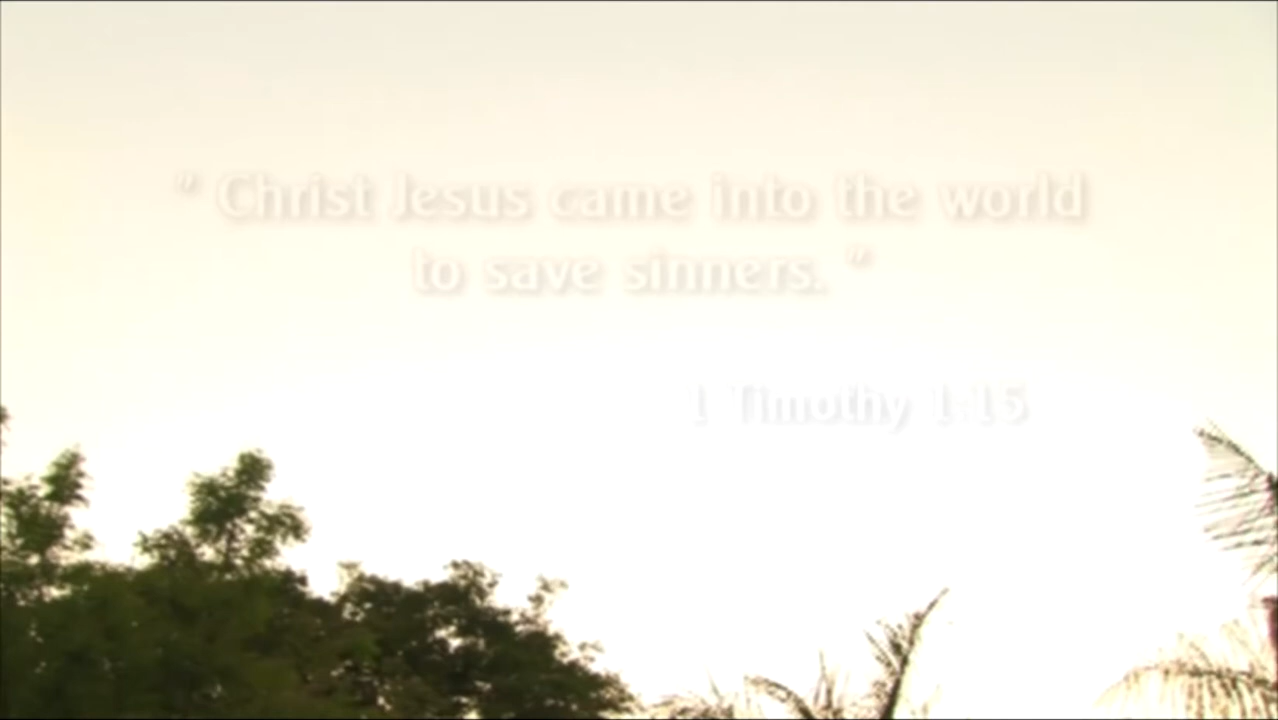 " Christ Jesus came into the world
to save sinners. "
1 Timothy 1:15